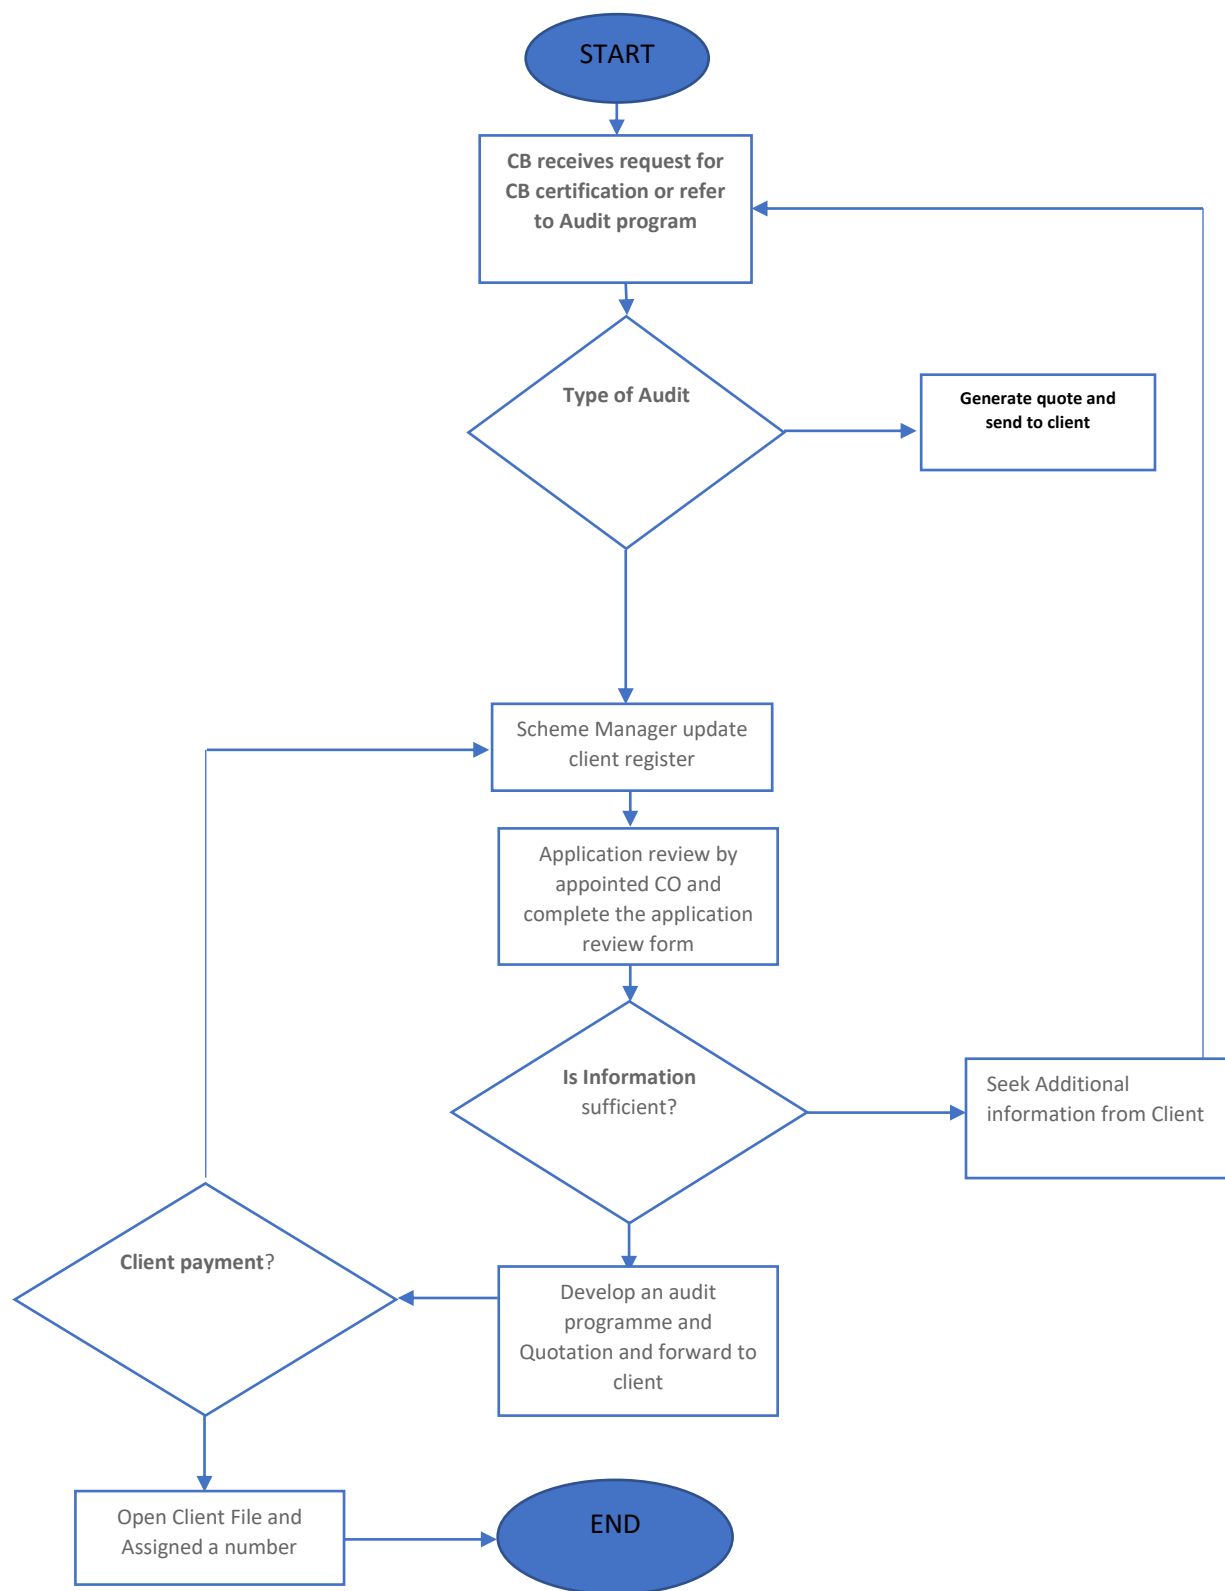 START
CB receives request for
CB certification or refer
to Audit program
Type of Audit
Generate quote and
send to client
Scheme Manager update
client register
Application review by
appointed CO and
complete the application
review form
Is Information
sufficient?
Seek Additional
information from Client
Client payment?
Develop an audit
programme and
Quotation and forward to
client
Open Client File and
Assigned a number
END